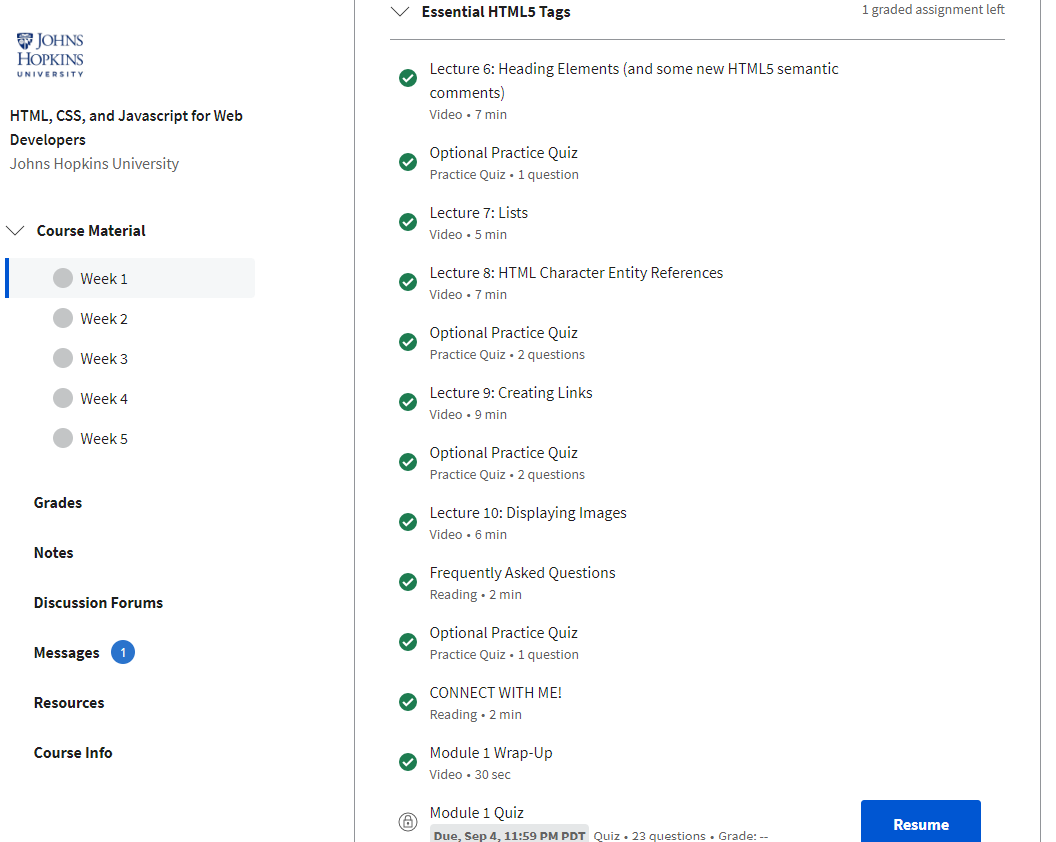 JOHNS
HOPKINS
UNIVERSITY
HTML, CSS, and Javascript for Web
Developers
Johns Hopkins University
Course Material
Week 1
Week 2
Week 3
Week 4
Week 5
Grades
Notes
Discussion Forums
Messages 1
Resources
Course Info
Essential HTML5 Tags
1 graded assignment left
Lecture 6: Heading Elements (and some new HTML5 semantic
comments)
Video • 7 min
Optional Practice Quiz
Practice Quiz • 1 question
Lecture 7: Lists
Video • 5 min
Lecture 8: HTML Character Entity References
Video • 7 min
Optional Practice Quiz
Practice Quiz • 2 questions
Lecture 9: Creating Links
Video • 9 min
Optional Practice Quiz
Practice Quiz • 2 questions
Lecture 10: Displaying Images
Video • 6 min
Frequently Asked Questions
Reading • 2 min
Optional Practice Quiz
Practice Quiz • 1 question
CONNECT WITH ME!
Reading • 2 min
Module 1 Wrap-Up
Video • 30 sec
Module 1 Quiz
Due, Sep 4, 11:59 PM PDT Quiz • 23 questions • Grade: --
Resume